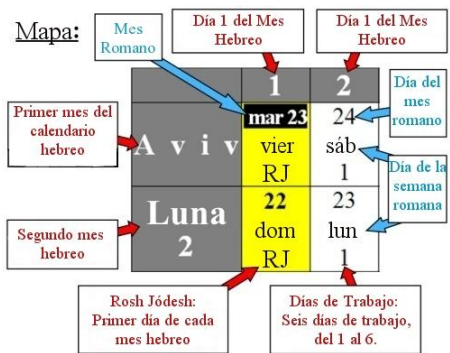 Mapa:
Mes
Romano
Día 1 del Mes
Hebreo
Día 1 del Mes
Hebreo
1 2
Día del
mes
romano
Primer mes del
calendario
hebreo
A v i v
mar 23
vier
RJ
24
sáb
1
Día de la
semana
romana
Segundo mes
hebreo
Luna
2
22
dom
RJ
23
lun
1
Rosh Jódesh:
Primer día de cada
mes hebreo
Días de Trabajo:
Seis días de trabajo,
del 1 al 6.